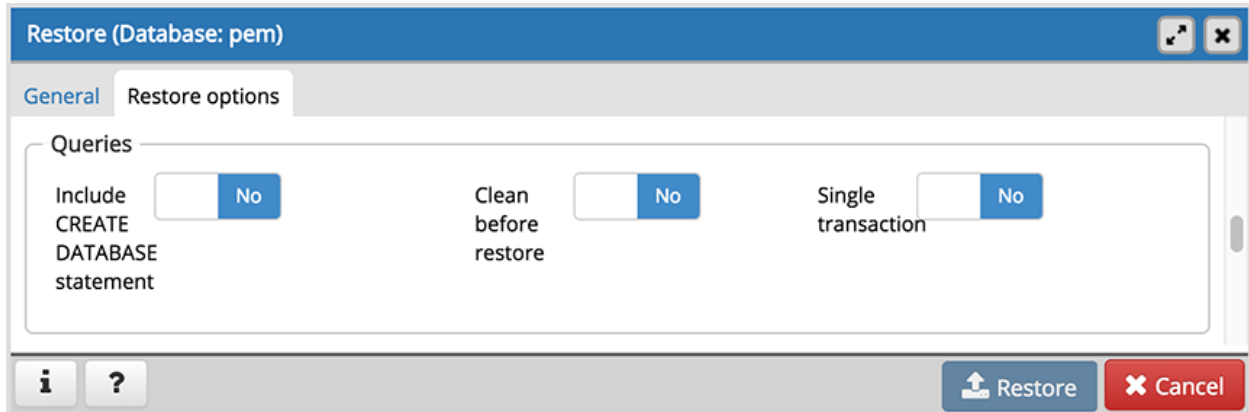 Restore (Database: pem)
General Restore options
Queries
Include CREATE DATABASE statement No
Clean before restore No
Single transaction No
i ? Restore Cancel